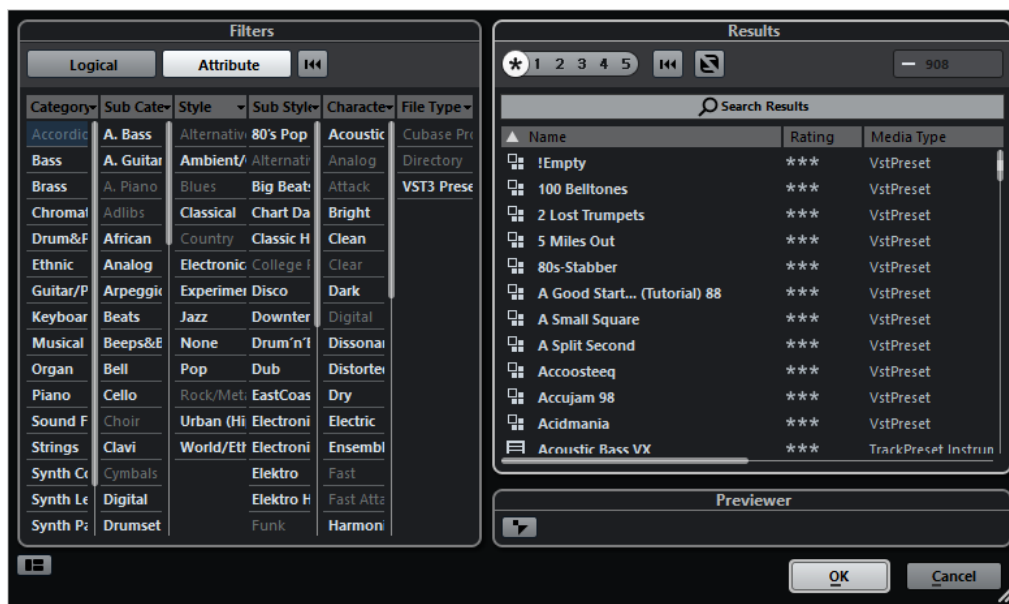 Filters
Logical Attribute
Category Sub Cate Style Sub Style Characte File Type
Accordic A. Bass Alternativ 80's Pop Acoustic Cubase Pro
Bass A. Guitar Ambient/ Alternativ Analog Directory
Brass A. Piano Blues Big Beat Attack VST3 Prese
Chromat Adlibs Classical Chart Da Bright
Drum&P African Country Classic H Clean
Ethnic Analog Electronic College Clear
Guitar/P Arpeggio Experimen Disco Dark
Keyboar Beats Jazz Downter Digital
Musical Beeps&B None Drum´n´B Dissonan
Organ Bell Pop Dub Distorted
Piano Cello Rock/Meta EastCoas Dry
Sound F Choir Urban (Hi Electroni Electric
Strings Clavi World/Eth Electroni Ensembl
Synth Co Cymbals Elektro Fast
Synth Le Digital Elektro H Fast Atta
Synth Pa Drumset Funk Harmoni
Results
* 1 2 3 4 5 908
Search Results
Name Rating Media Type
!Empty *** VstPreset
100 Belltones *** VstPreset
2 Lost Trumpets *** VstPreset
5 Miles Out *** VstPreset
80s-Stabber *** VstPreset
A Good Start... (Tutorial) 88 *** VstPreset
A Small Square *** VstPreset
A Split Second *** VstPreset
Accoosteeq *** VstPreset
Accujam 98 *** VstPreset
Acidmania *** VstPreset
Acoustic Bass VX *** TrackPreset Instrun
Previewer
OK Cancel